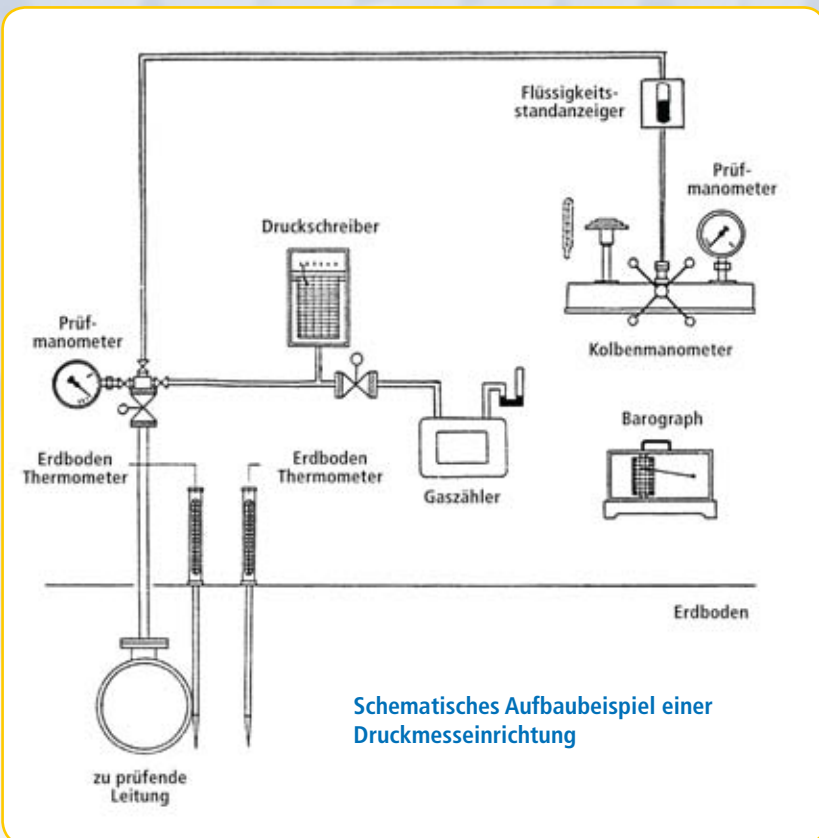 Flüssigkeits-
standanzeiger
Prüf-
manometer
Druckschreiber
Prüf-
manometer
Kolbenmanometer
Barograph
Erdboden
Thermometer
Erdboden
Thermometer
Gaszähler
Erdboden
Schematisches Aufbaubeispiel einer
Druckmesseinrichtung
zu prüfende
Leitung